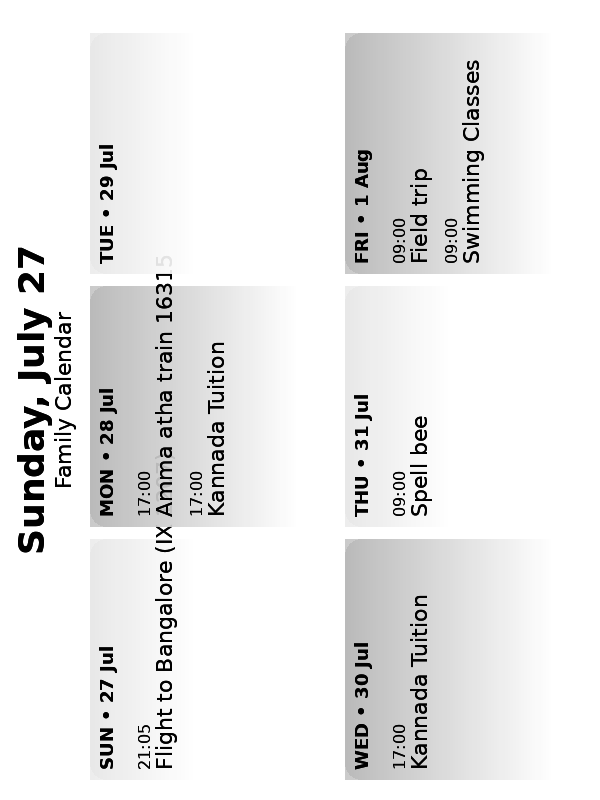 Sunday, July 27
Family Calendar
SUN • 27 Jul
21:05
Flight to Bangalore (IX
MON • 28 Jul
17:00
Amma atha train 16315
17:00
Kannada Tuition
TUE • 29 Jul
WED • 30 Jul
17:00
Kannada Tuition
THU • 31 Jul
09:00
Spell bee
FRI • 1 Aug
09:00
Field trip
09:00
Swimming Classes